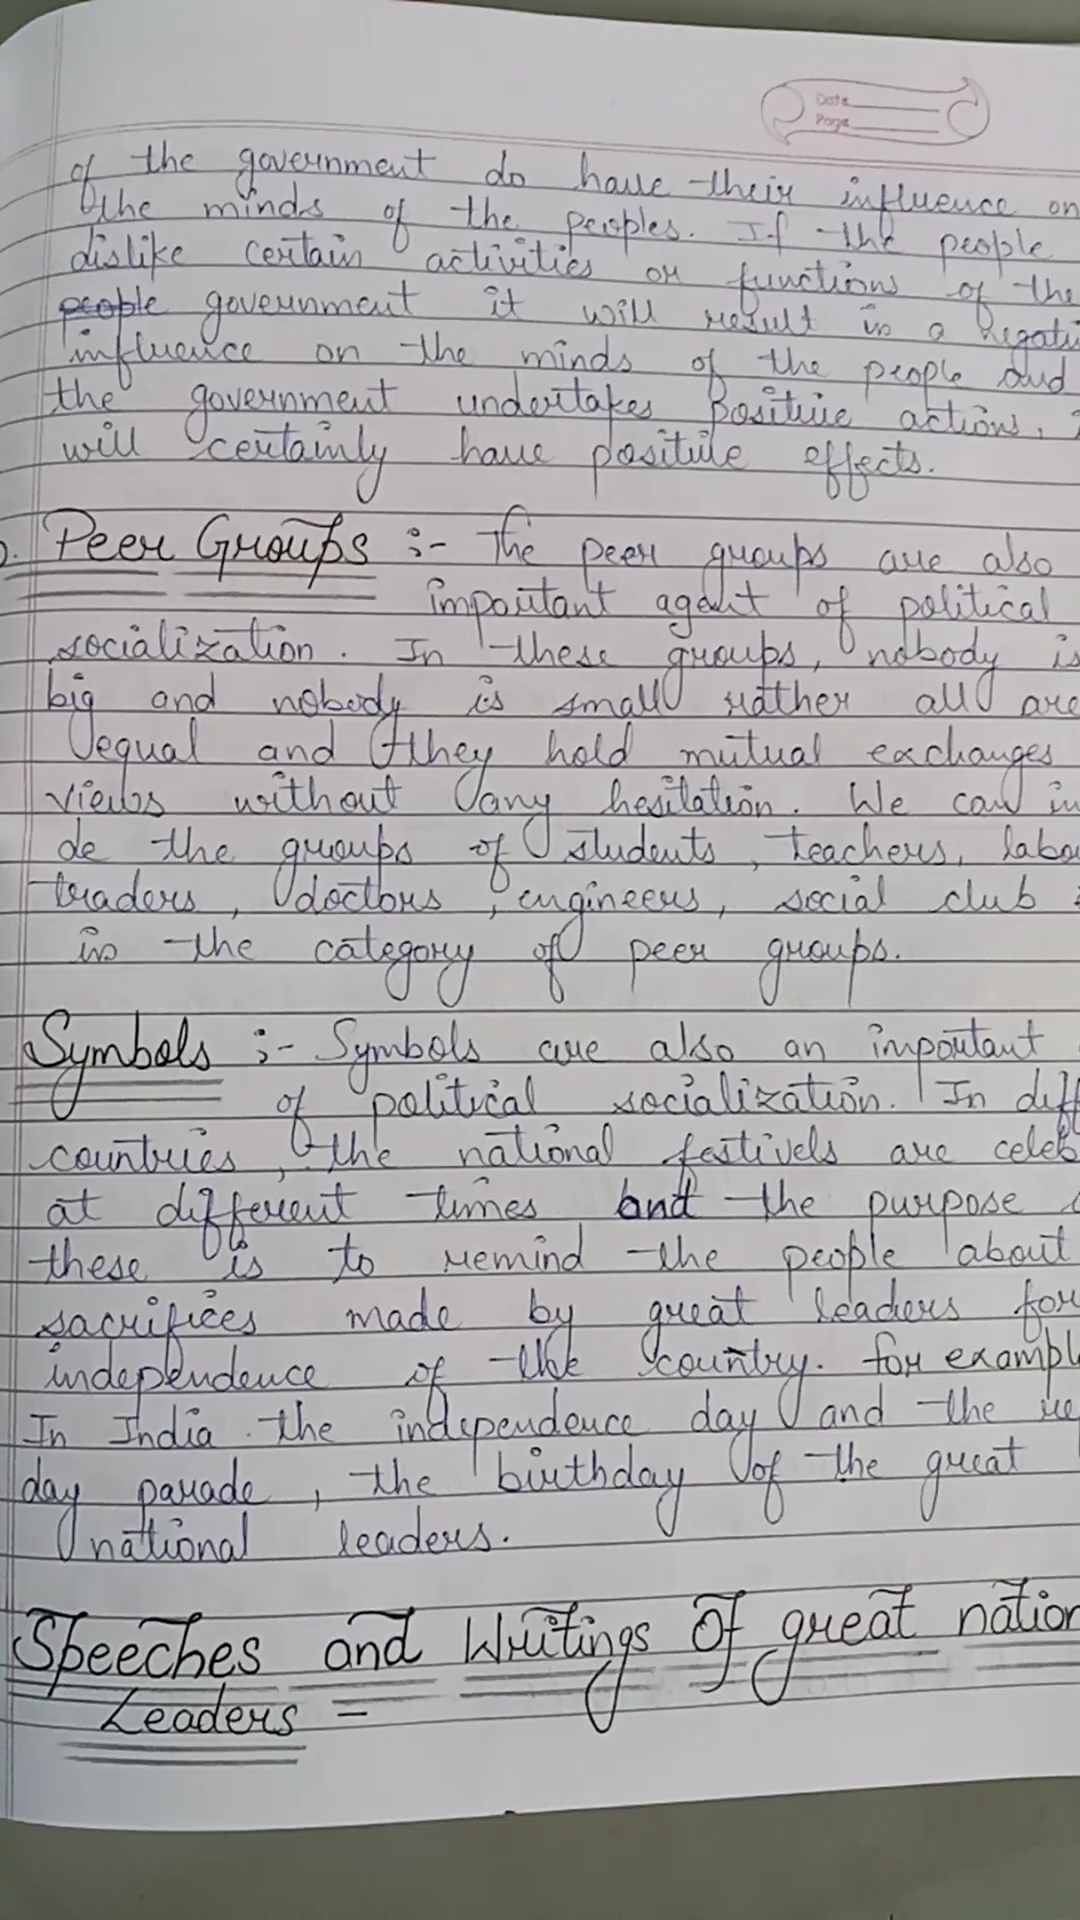 Date
Page
of the government do have their influence on
the minds of the peoples. If the people
dislike certain activities or functions of the
people government it will result in a negati
influence on the minds of the people and
the government undertakes positive actions,
will certainly have positive effects.
Peer Groups :- The peer groups are also
important agent of political
socialization. In these groups, nobody is
big and nobody is small rather all are
equal and they hold mutual exchanges
views without any hesitation. We can in
de the groups of students, teachers, labo
traders, doctors, engineers, social club
in the category of peer groups.
Symbols :- Symbols are also an important
of political socialization. In diff
countries, the national festivels are celeb
at different times and the purpose
these is to remind the people about
sacrifices made by great leaders for
independence of the country. for exampl
In India the independence day and the re
day parade, the birthday of the great
national leaders.
Speeches and Writings Of great nation
Leaders =